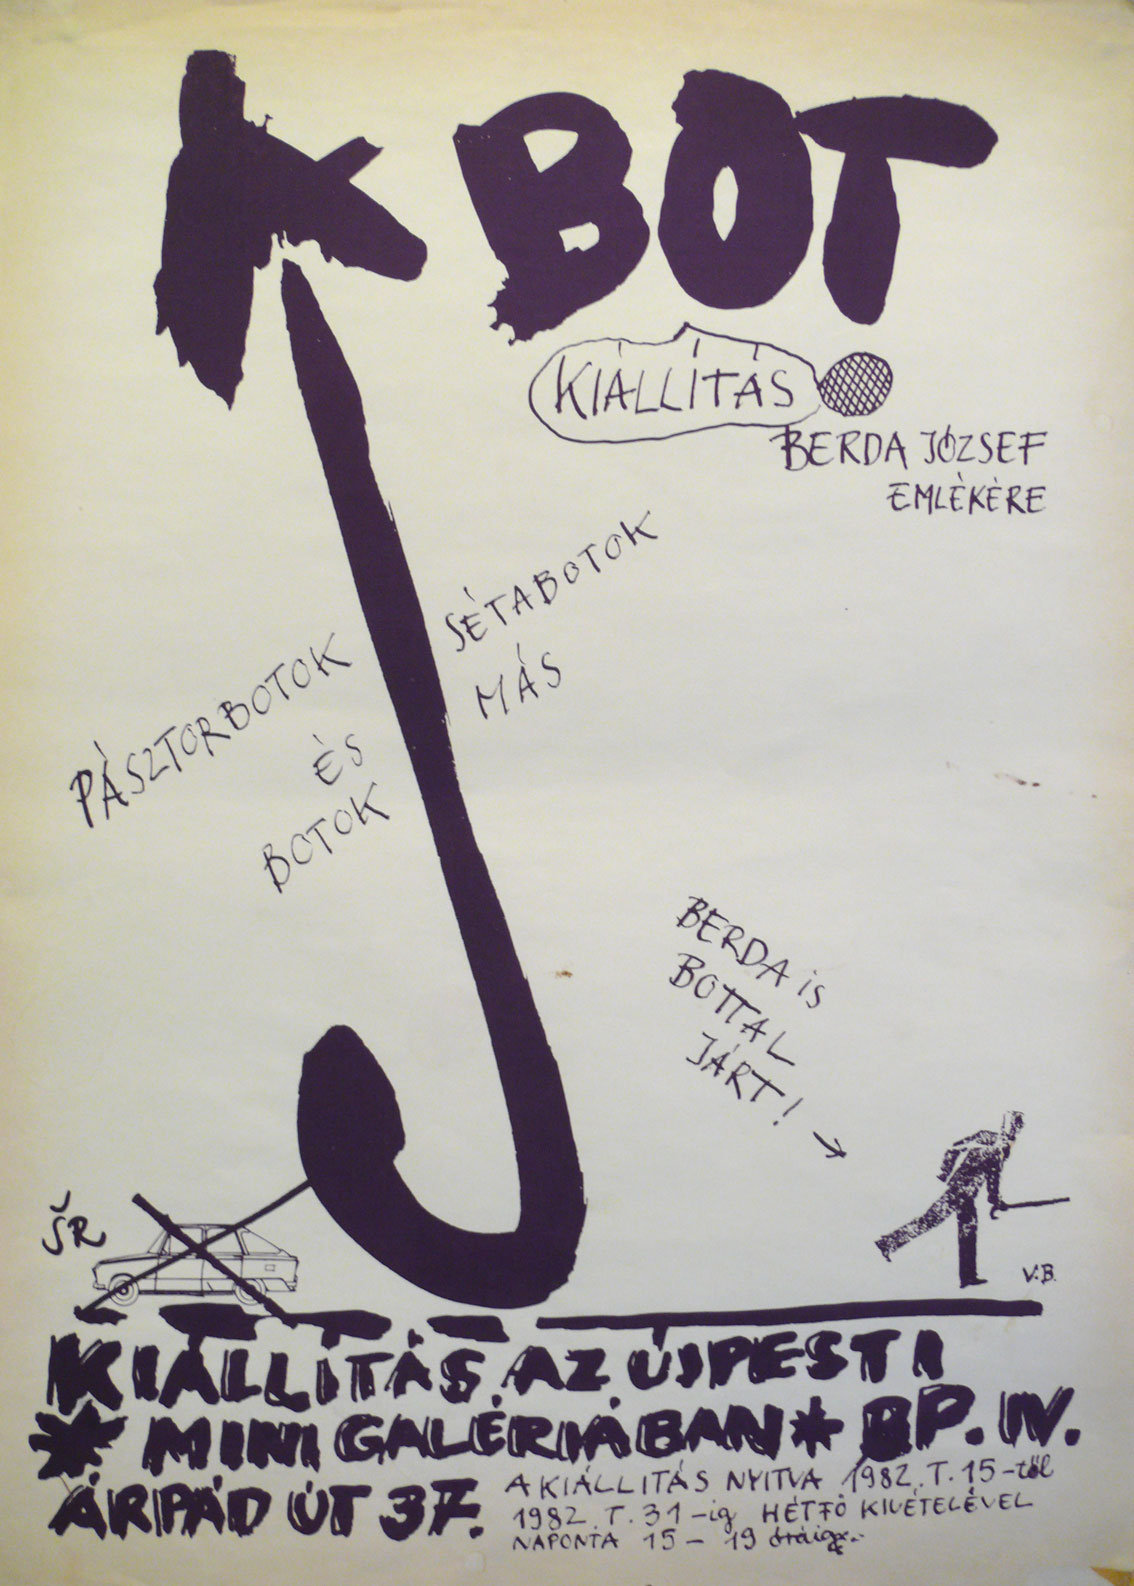 A BOT
KIÁLLÍTÁS
BERDA JÓZSEF
EMLÉKÉRE
PÁSZTORBOTOK SÉTABOTOK
ÉS MÁS
BOTOK
BERDA is
BOTTAL
JÁRT!
ŠR
V.B.
KIÁLLÍTÁS AZ ÚJPESTI
* MINI GALÉRIÁBAN * BP. IV.
ÁRPÁD ÚT 37.
A KIÁLLITÁS NYITVA 1982. I. 15-től
1982. I. 31-ig HÉTFŐ KIVÉTELÉVEL
NAPONTA 15 - 19 óráig.